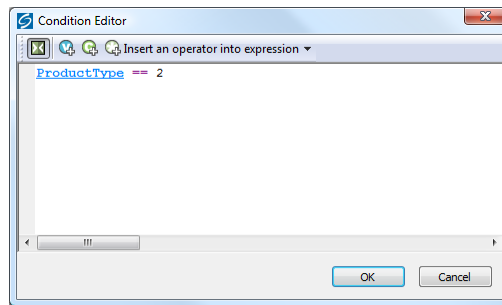 Condition Editor
Insert an operator into expression
ProductType == 2
OK
Cancel